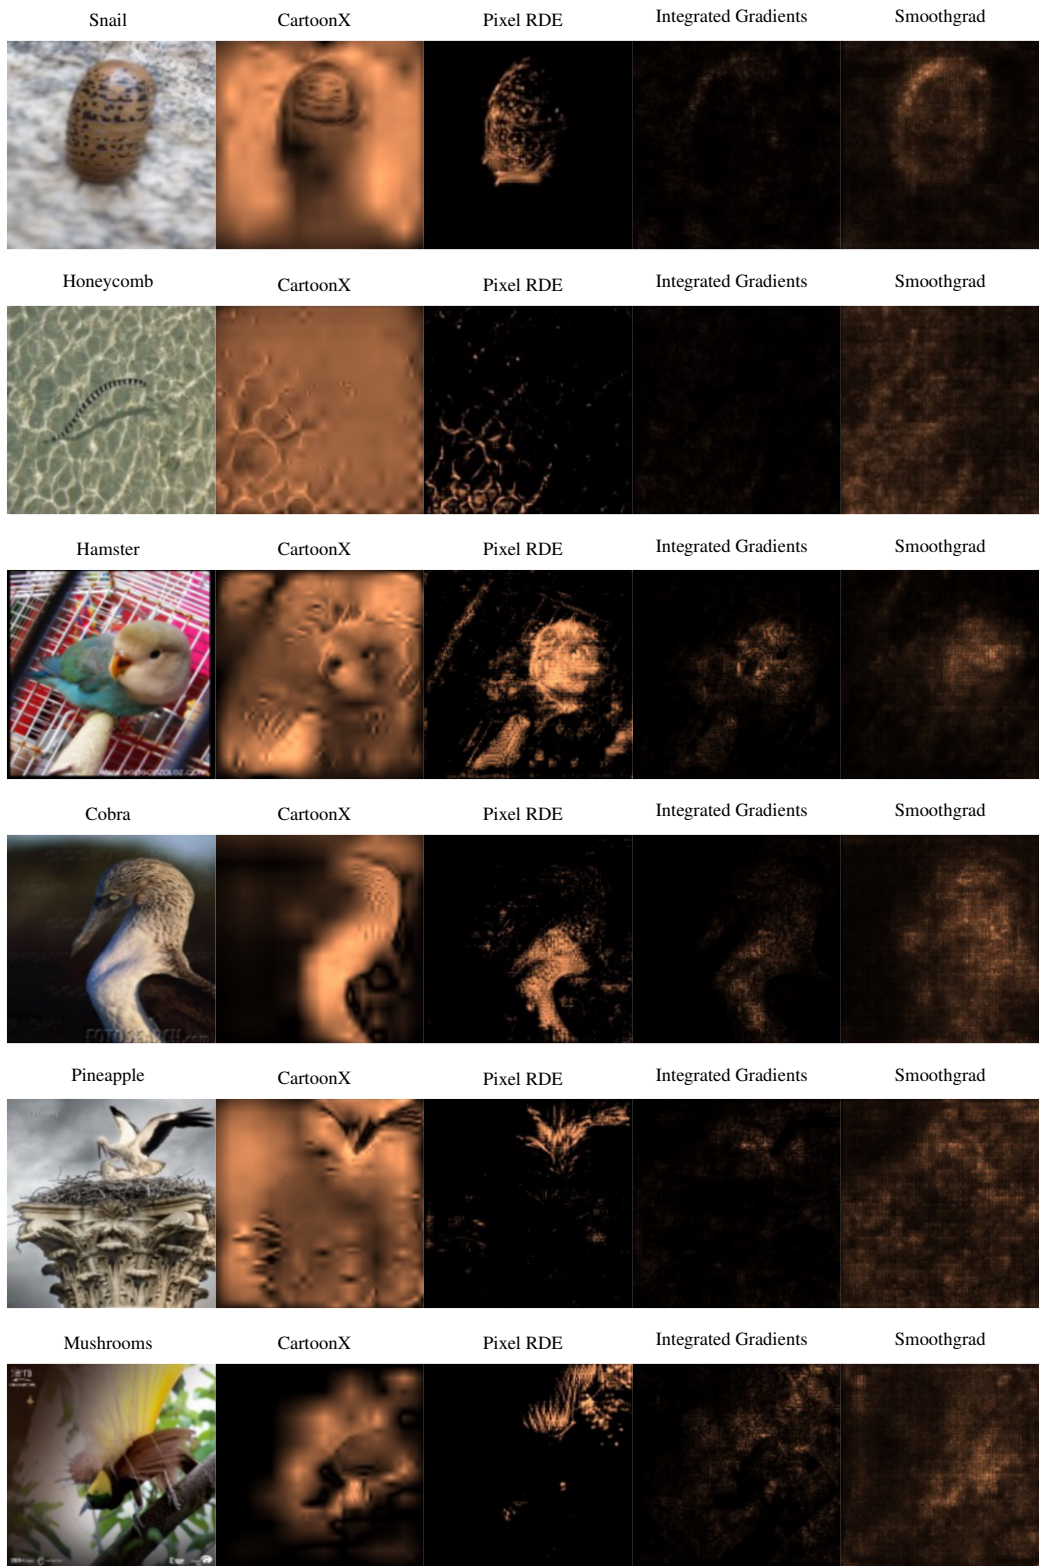 Snail CartoonX Pixel RDE Integrated Gradients Smoothgrad
Honeycomb CartoonX Pixel RDE Integrated Gradients Smoothgrad
Hamster CartoonX Pixel RDE Integrated Gradients Smoothgrad
Cobra CartoonX Pixel RDE Integrated Gradients Smoothgrad
FOTOSEARCH.com
Pineapple CartoonX Pixel RDE Integrated Gradients Smoothgrad
Mushrooms CartoonX Pixel RDE Integrated Gradients Smoothgrad